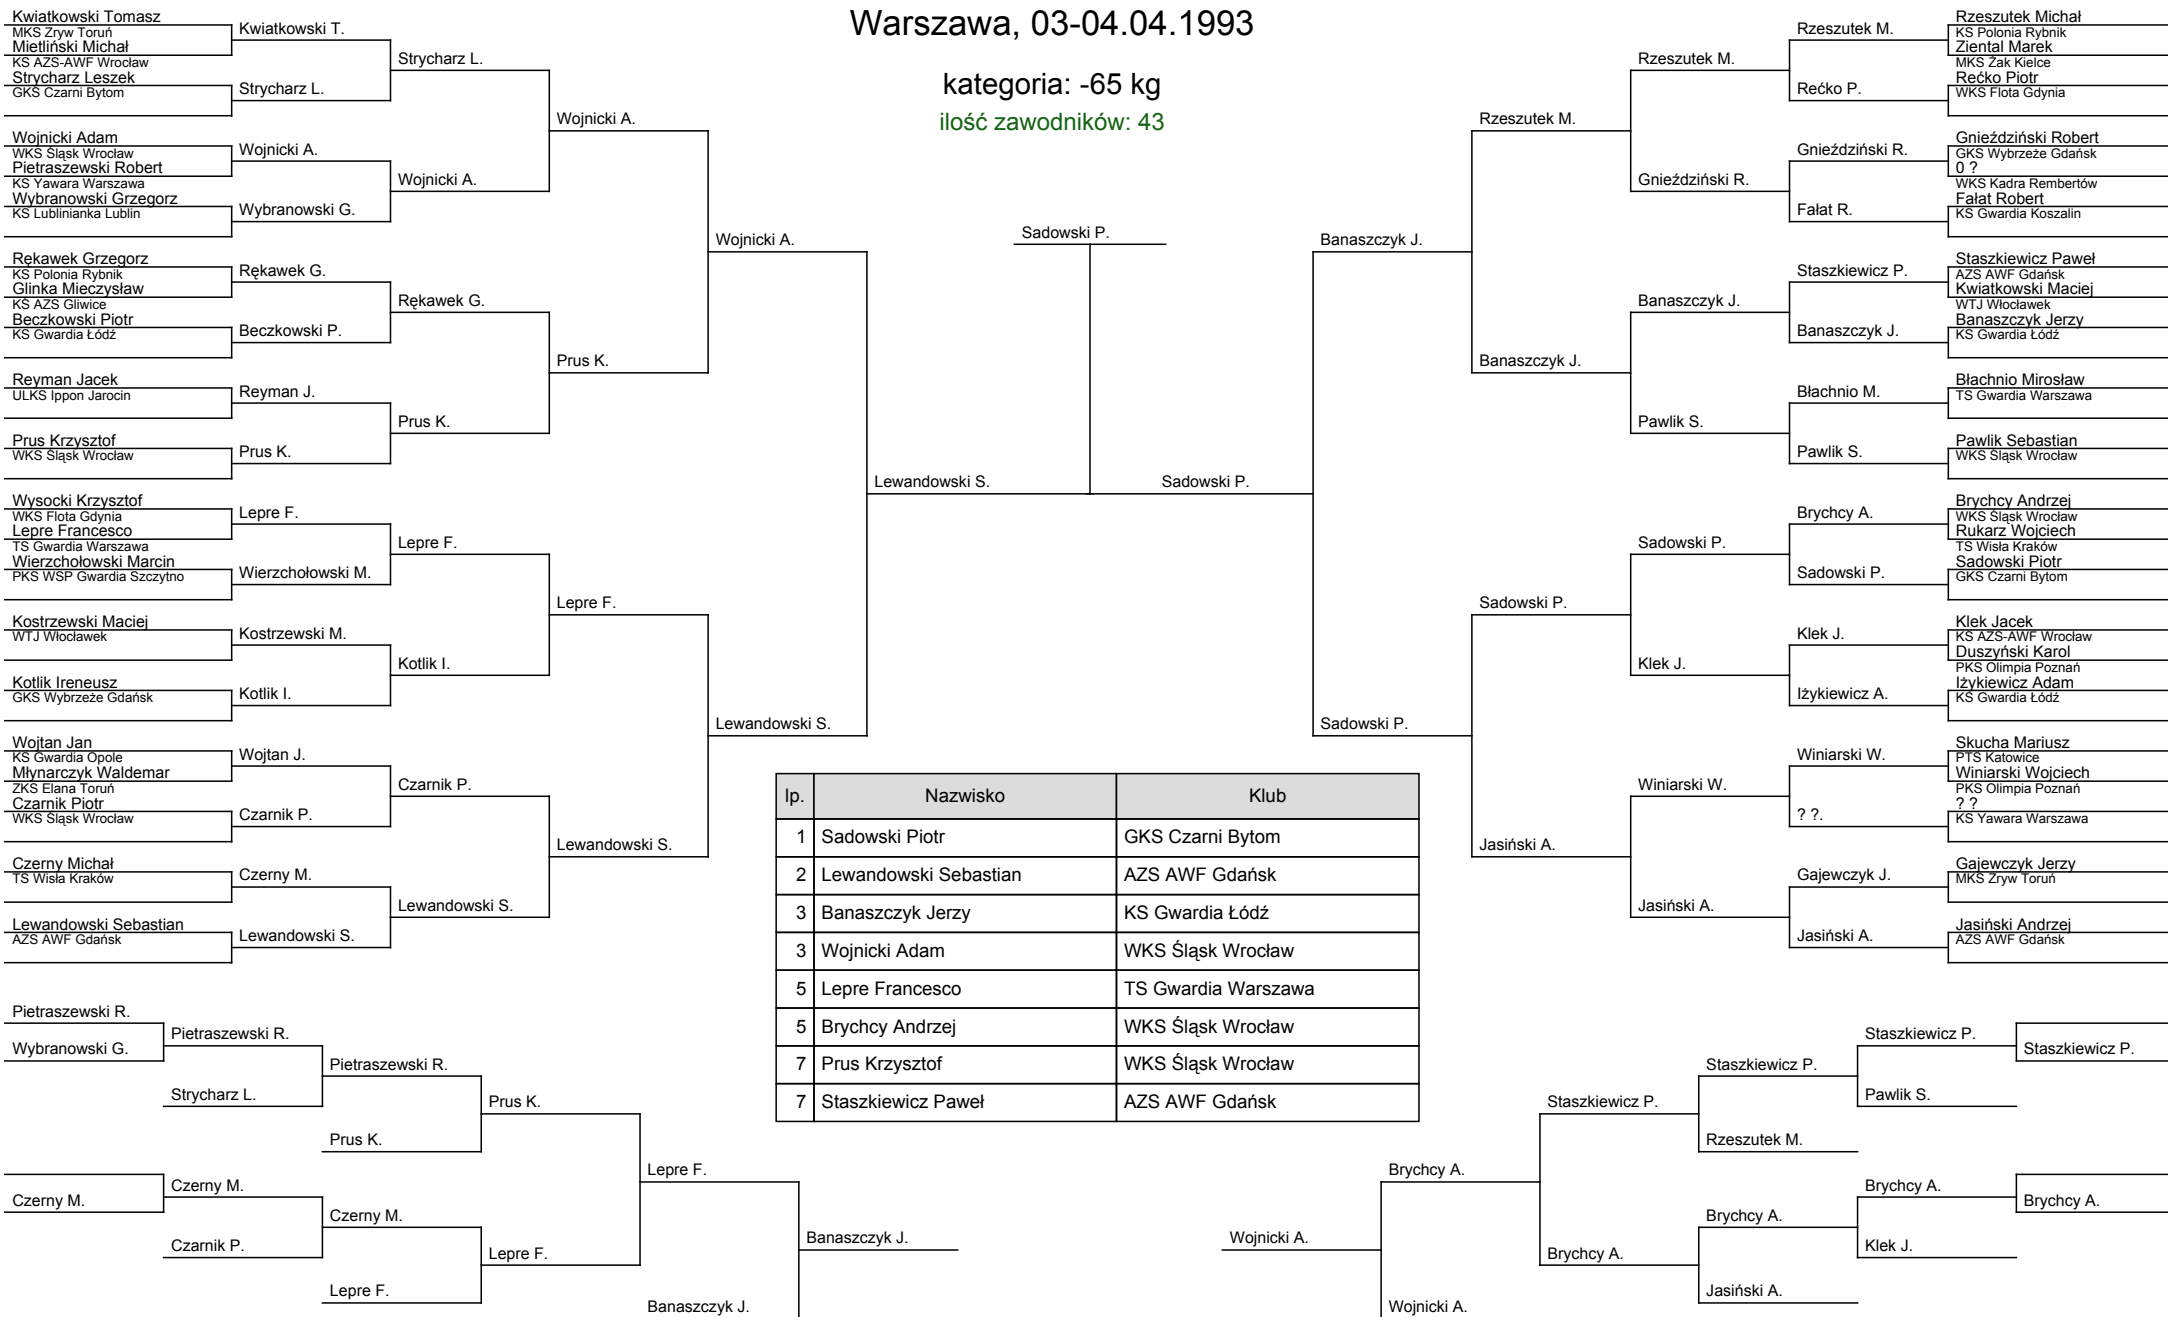 Warszawa, 03-04.04.1993
kategoria: -65 kg
ilość zawodników: 43
Kwiatkowski Tomasz
MKS Zryw Toruń
Mietliński Michał
KS AZS-AWF Wrocław
Strycharz Leszek
GKS Czarni Bytom
Wojnicki Adam
WKS Śląsk Wrocław
Pietraszewski Robert
KS Yawara Warszawa
Wybranowski Grzegorz
KS Lublinianka Lublin
Rękawek Grzegorz
KS Polonia Rybnik
Glinka Mieczysław
KS AZS Gliwice
Beczkowski Piotr
KS Gwardia Łódź
Reyman Jacek
ULKS Ippon Jarocin
Prus Krzysztof
WKS Śląsk Wrocław
Wysocki Krzysztof
WKS Flota Gdynia
Lepre Francesco
TS Gwardia Warszawa
Wierzchołowski Marcin
PKS WSP Gwardia Szczytno
Kostrzewski Maciej
WTJ Włocławek
Kotlik Ireneusz
GKS Wybrzeże Gdańsk
Wojtan Jan
KS Gwardia Opole
Młynarczyk Waldemar
ZKS Elana Toruń
Czarnik Piotr
WKS Śląsk Wrocław
Czerny Michał
TS Wisła Kraków
Lewandowski Sebastian
AZS AWF Gdańsk
Kwiatkowski T.
Strycharz L.
Wojnicki A.
Wybranowski G.
Rękawek G.
Beczkowski P.
Reyman J.
Prus K.
Lepre F.
Wierzchołowski M.
Kostrzewski M.
Kotlik I.
Wojtan J.
Czarnik P.
Czerny M.
Lewandowski S.
Strycharz L.
Wojnicki A.
Rękawek G.
Prus K.
Lepre F.
Kotlik I.
Czarnik P.
Lewandowski S.
Wojnicki A.
Prus K.
Lepre F.
Lewandowski S.
Wojnicki A.
Lewandowski S.
Lewandowski S.
Sadowski P.
Sadowski P.
Banaszczyk J.
Sadowski P.
Rzeszutek M.
Banaszczyk J.
Sadowski P.
Jasiński A.
Rzeszutek M.
Gnieździński R.
Banaszczyk J.
Pawlik S.
Sadowski P.
Klek J.
Winiarski W.
Jasiński A.
Rzeszutek M.
Rećko P.
Gnieździński R.
Fałat R.
Staszkiewicz P.
Banaszczyk J.
Błachnio M.
Pawlik S.
Brychcy A.
Sadowski P.
Klek J.
Iżykiewicz A.
Winiarski W.
? ?.
Gajewczyk J.
Jasiński A.
Rzeszutek Michał
KS Polonia Rybnik
Ziental Marek
MKS Żak Kielce
Rećko Piotr
WKS Flota Gdynia
Gnieździński Robert
GKS Wybrzeże Gdańsk
0 ?
WKS Kadra Rembertów
Fałat Robert
KS Gwardia Koszalin
Staszkiewicz Paweł
AZS AWF Gdańsk
Kwiatkowski Maciej
WTJ Włocławek
Banaszczyk Jerzy
KS Gwardia Łódź
Błachnio Mirosław
TS Gwardia Warszawa
Pawlik Sebastian
WKS Śląsk Wrocław
Brychcy Andrzej
WKS Śląsk Wrocław
Rukarz Wojciech
TS Wisła Kraków
Sadowski Piotr
GKS Czarni Bytom
Klek Jacek
KS AZS-AWF Wrocław
Duszyński Karol
PKS Olimpia Poznań
Iżykiewicz Adam
KS Gwardia Łódź
Skucha Mariusz
PTS Katowice
Winiarski Wojciech
PKS Olimpia Poznań
? ?
KS Yawara Warszawa
Gajewczyk Jerzy
MKS Zryw Toruń
Jasiński Andrzej
AZS AWF Gdańsk
lp. Nazwisko Klub
1 Sadowski Piotr GKS Czarni Bytom
2 Lewandowski Sebastian AZS AWF Gdańsk
3 Banaszczyk Jerzy KS Gwardia Łódź
3 Wojnicki Adam WKS Śląsk Wrocław
5 Lepre Francesco TS Gwardia Warszawa
5 Brychcy Andrzej WKS Śląsk Wrocław
7 Prus Krzysztof WKS Śląsk Wrocław
7 Staszkiewicz Paweł AZS AWF Gdańsk
Pietraszewski R.
Wybranowski G.
Czerny M.
Pietraszewski R.
Strycharz L.
Czerny M.
Czarnik P.
Pietraszewski R.
Prus K.
Czerny M.
Lepre F.
Prus K.
Lepre F.
Lepre F.
Banaszczyk J.
Banaszczyk J.
Wojnicki A.
Brychcy A.
Wojnicki A.
Staszkiewicz P.
Brychcy A.
Staszkiewicz P.
Rzeszutek M.
Brychcy A.
Jasiński A.
Staszkiewicz P.
Pawlik S.
Brychcy A.
Klek J.
Staszkiewicz P.
Brychcy A.